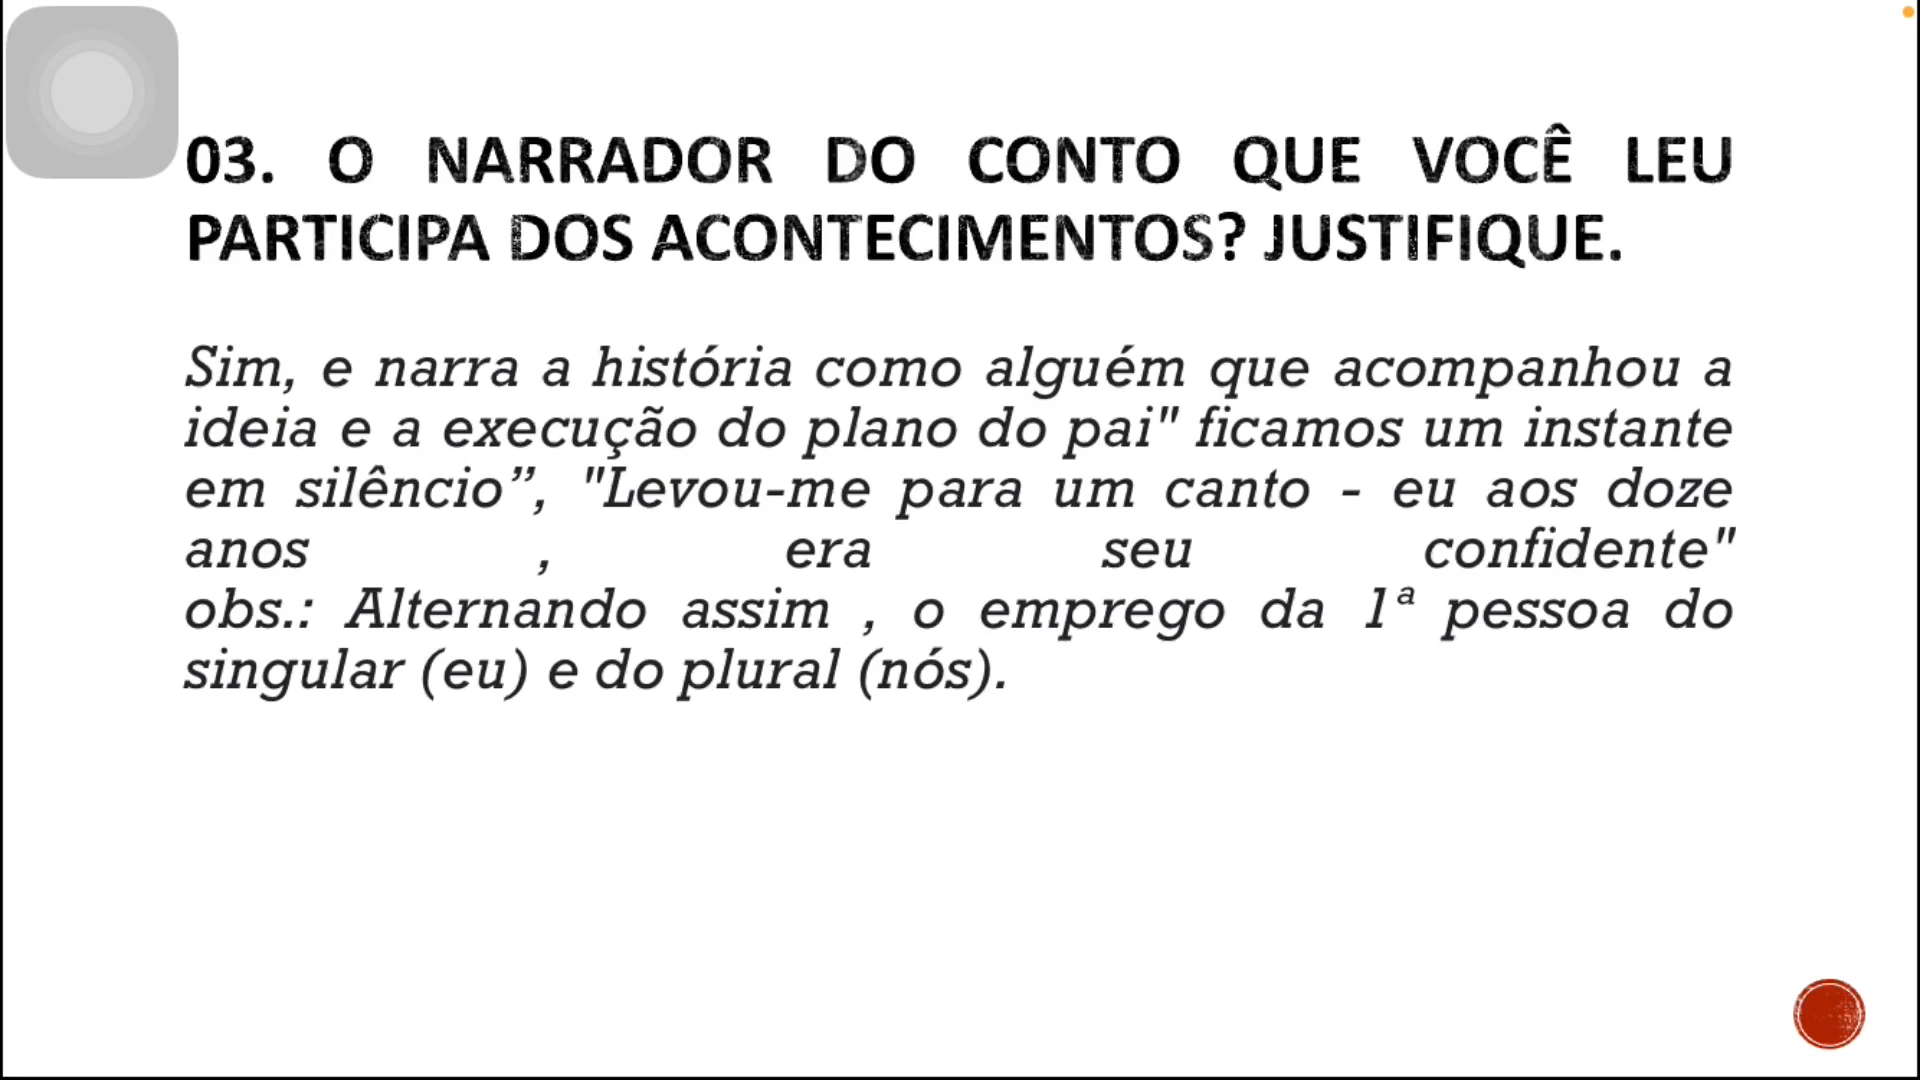 03. O NARRADOR DO CONTO QUE VOCÊ LEU
PARTICIPA DOS ACONTECIMENTOS? JUSTIFIQUE.
Sim, e narra a história como alguém que acompanhou a
ideia e a execução do plano do pai" ficamos um instante
em silêncio”, "Levou-me para um canto - eu aos doze
anos , era seu confidente"
obs.: Alternando assim , o emprego da 1ª pessoa do
singular (eu) e do plural (nós).